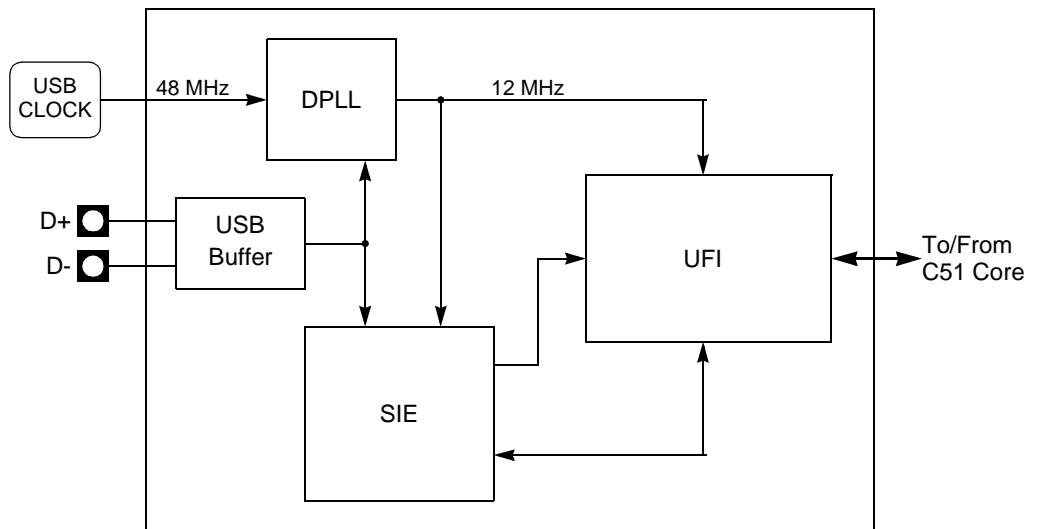 USB
CLOCK
48 MHz
DPLL
12 MHz
D+
D-
USB
Buffer
UFI
To/From
C51 Core
SIE